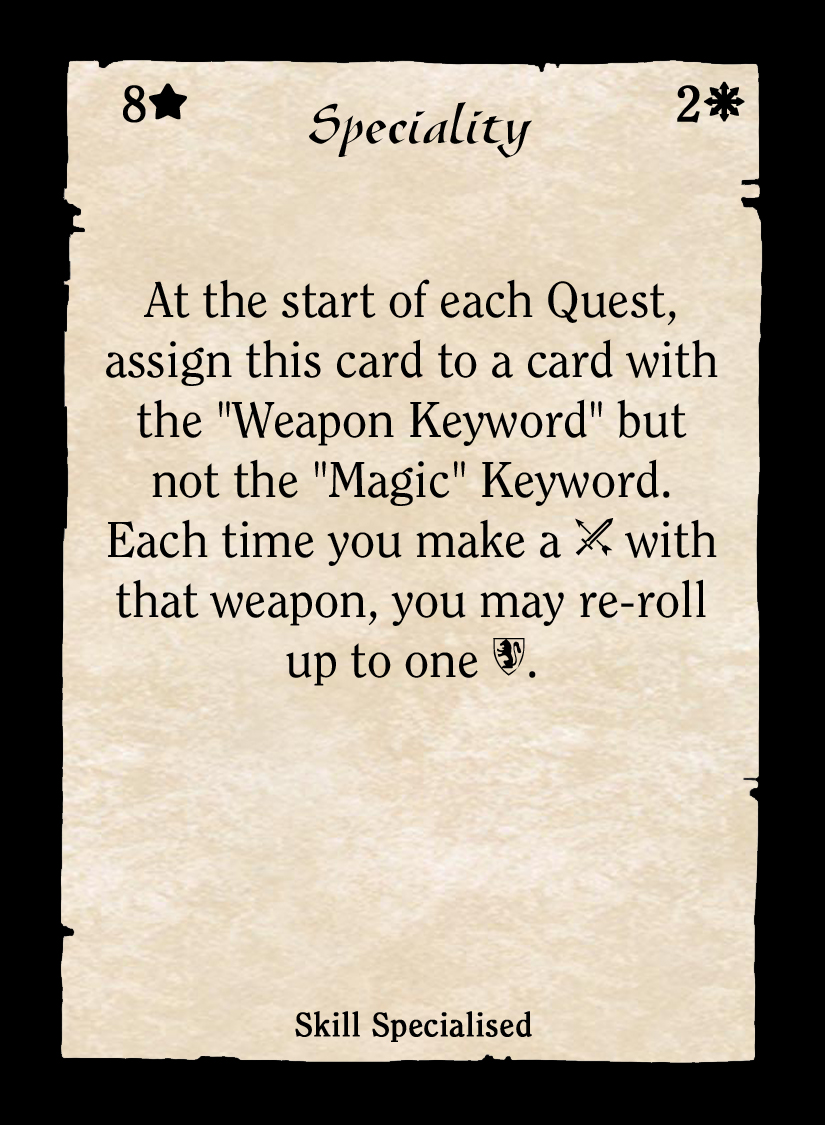 8★
Speciality
2
At the start of each Quest,
assign this card to a card with
the "Weapon Keyword" but
not the "Magic" Keyword.
Each time you make a ⚔ with
that weapon, you may re-roll
up to one 🛡.
Skill Specialised